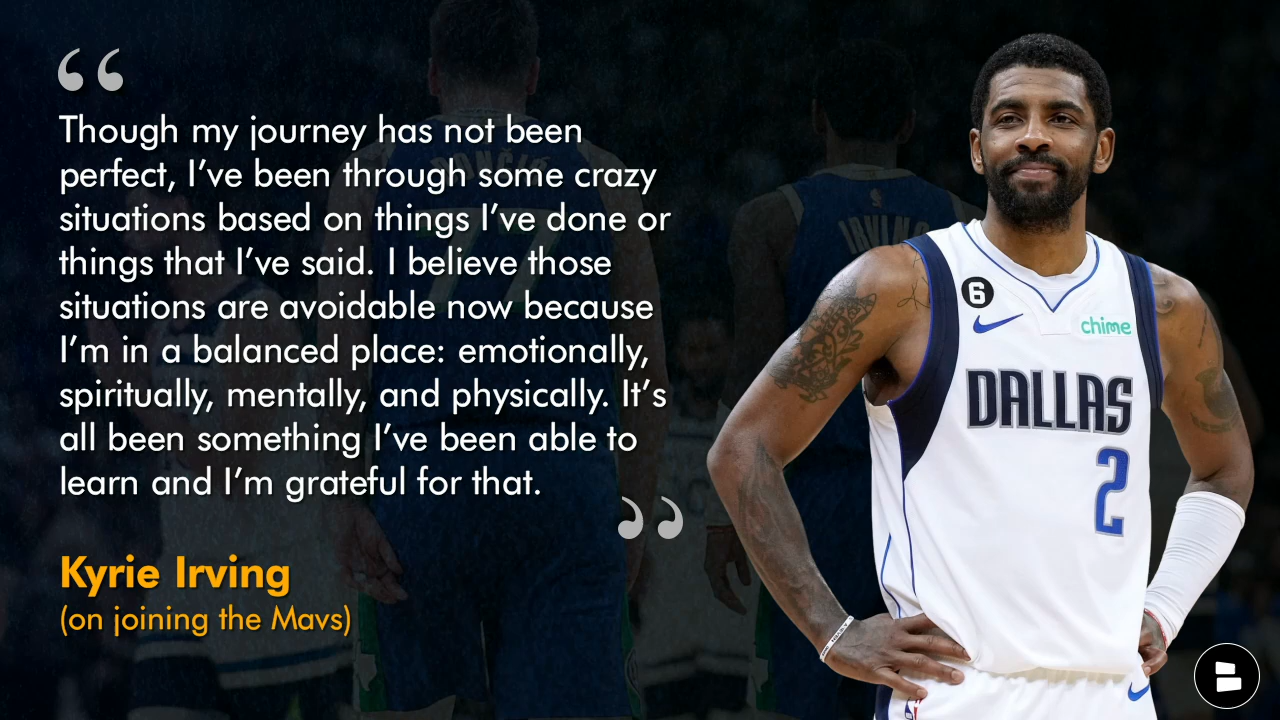 “
Though my journey has not been
perfect, I’ve been through some crazy
situations based on things I’ve done or
things that I’ve said. I believe those
situations are avoidable now because
I’m in a balanced place: emotionally,
spiritually, mentally, and physically. It’s
all been something I’ve been able to
learn and I’m grateful for that.
”
Kyrie Irving
(on joining the Mavs)
DONČIĆ
77
IRVING
6
chime
DALLAS
2